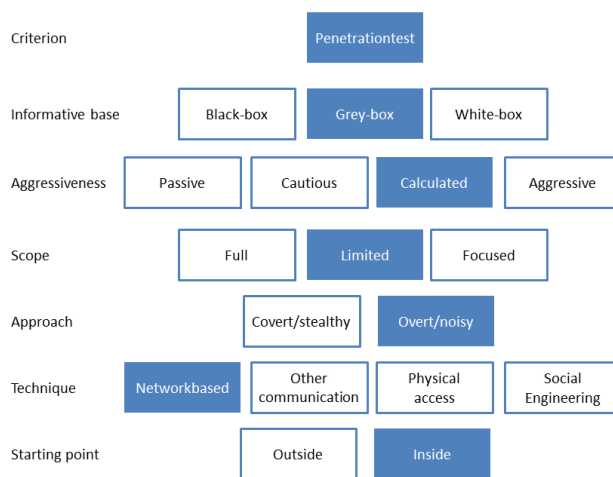 Criterion Penetrationtest
Informative base Black-box Grey-box White-box
Aggressiveness Passive Cautious Calculated Aggressive
Scope Full Limited Focused
Approach Covert/stealthy Overt/noisy
Technique Networkbased Other communication Physical access Social Engineering
Starting point Outside Inside